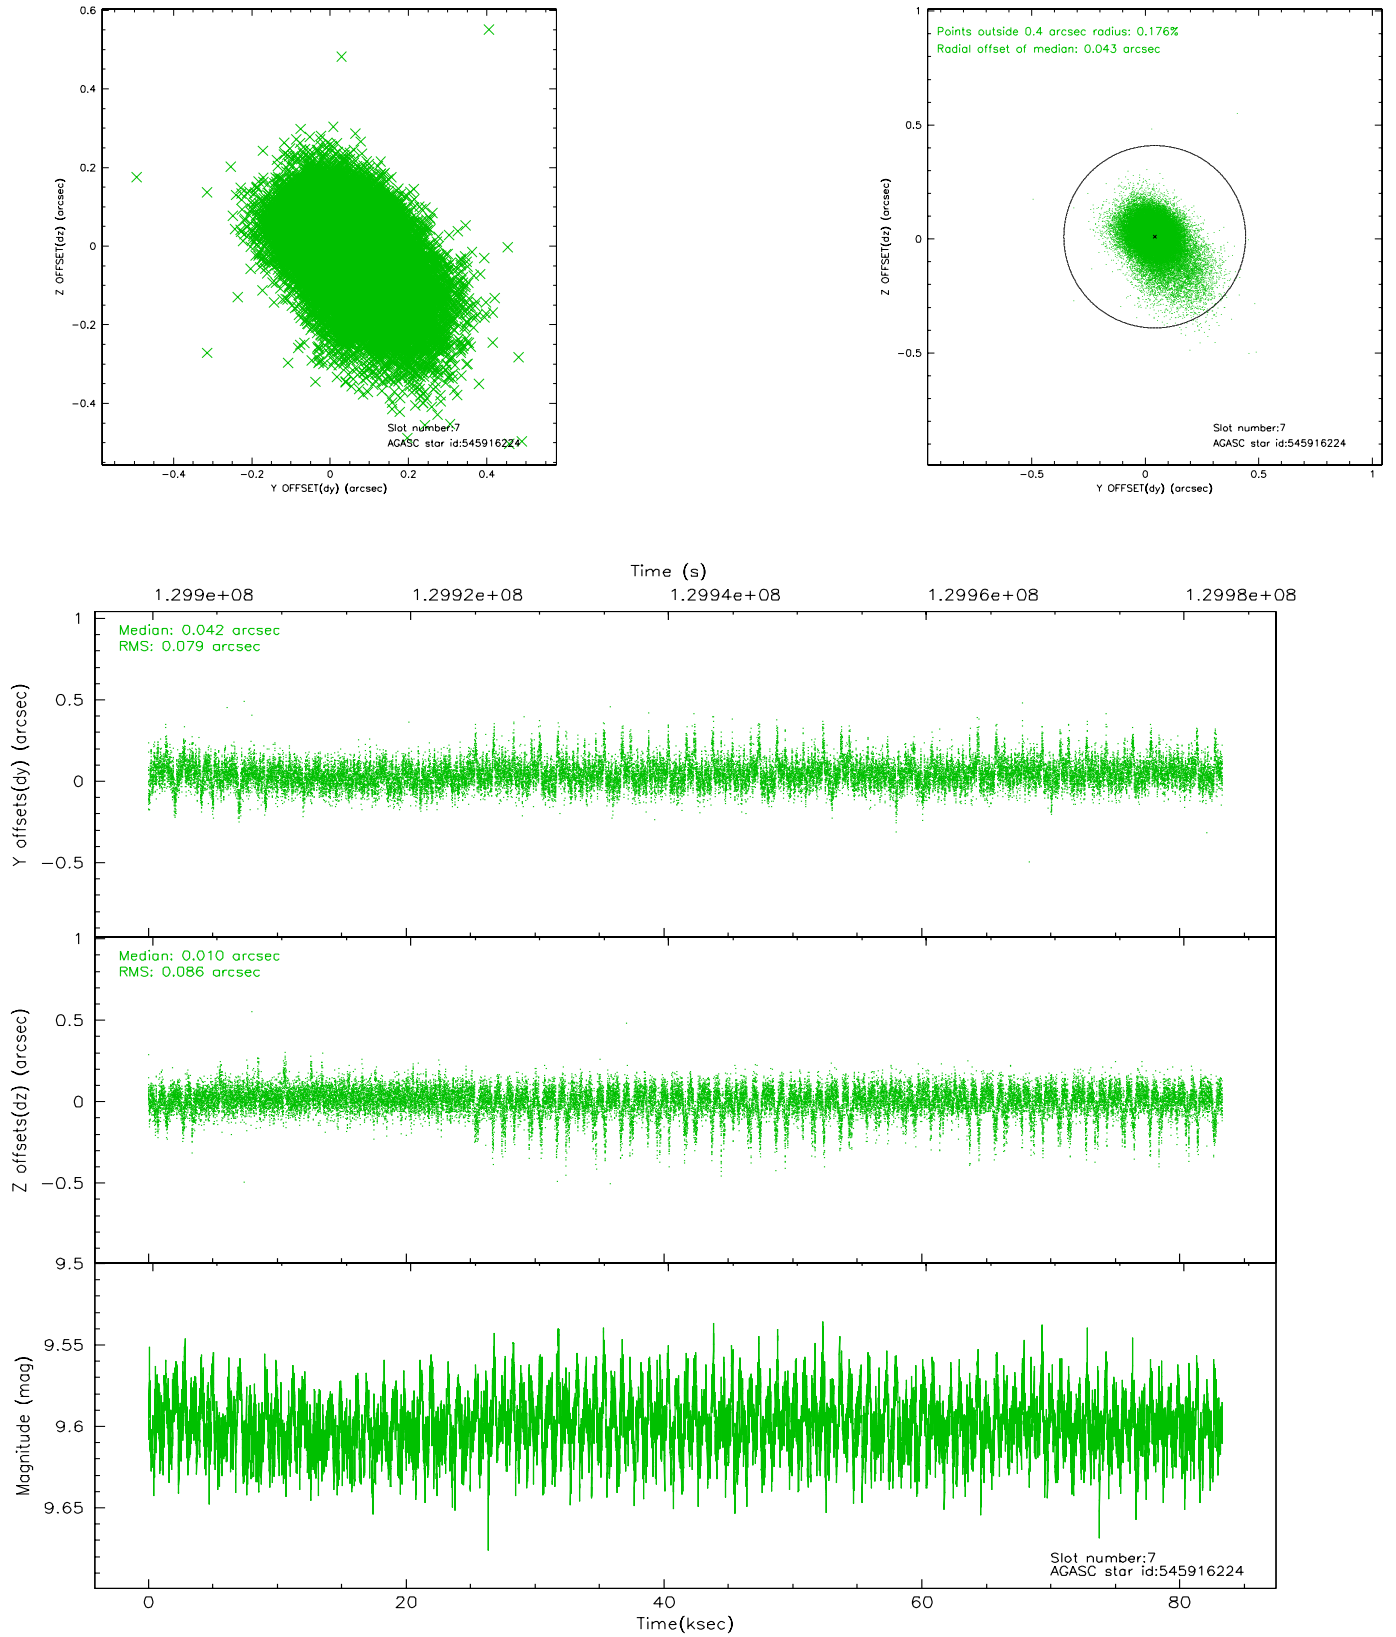 0.6
0.4
0.2
0
−0.2
−0.4
Z OFFSET(dz) (arcsec)
Slot number:7
AGASC star id:545916224
−0.4 −0.2 0 0.2 0.4
Y OFFSET(dy) (arcsec)
1
0.5
0
−0.5
Z OFFSET(dz) (arcsec)
Points outside 0.4 arcsec radius: 0.176%
Radial offset of median: 0.043 arcsec
Slot number:7
AGASC star id:545916224
−0.5 0 0.5 1
Y OFFSET(dy) (arcsec)
Time (s)
1.299e+08 1.2992e+08 1.2994e+08 1.2996e+08 1.2998e+08
1
0.5
0
−0.5
Y offsets(dy) (arcsec)
Median: 0.042 arcsec
RMS: 0.079 arcsec
1
0.5
0
−0.5
Z offsets(dz) (arcsec)
Median: 0.010 arcsec
RMS: 0.086 arcsec
9.5
9.55
9.6
9.65
Magnitude (mag)
Slot number:7
AGASC star id:545916224
0 20 40 60 80
Time(ksec)